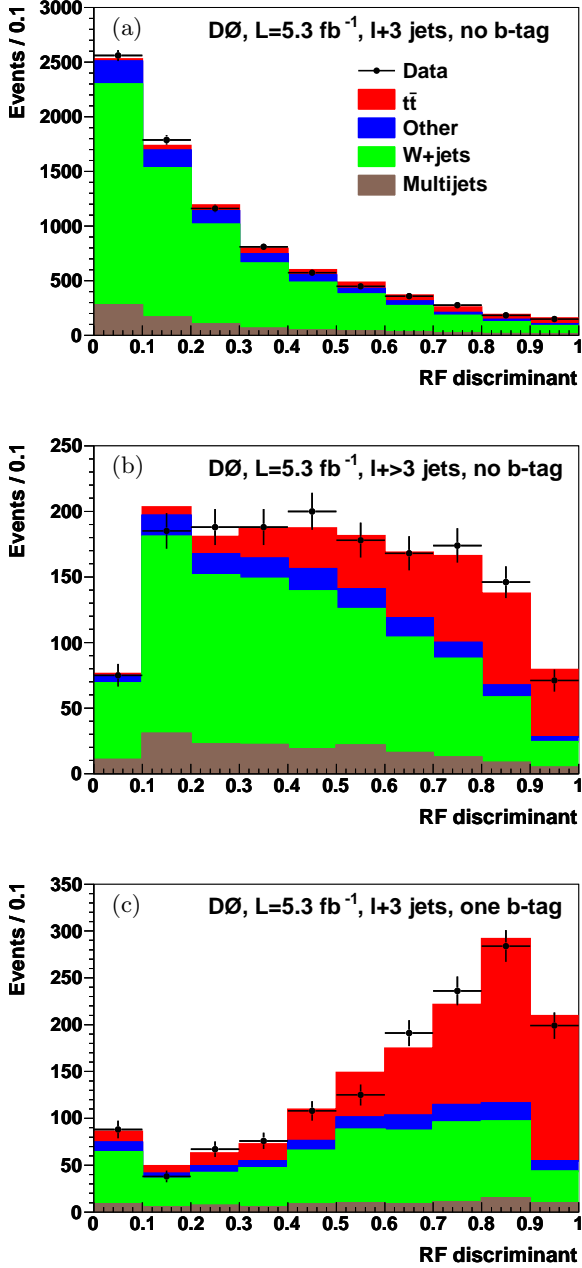 (a) DØ, L=5.3 fb⁻¹, l+3 jets, no b-tag
Events / 0.1
3000
2500
2000
1500
1000
500
0
Data
tt̄
Other
W+jets
Multijets
0 0.1 0.2 0.3 0.4 0.5 0.6 0.7 0.8 0.9 1
RF discriminant
(b) DØ, L=5.3 fb⁻¹, l+>3 jets, no b-tag
Events / 0.1
250
200
150
100
50
0
0 0.1 0.2 0.3 0.4 0.5 0.6 0.7 0.8 0.9 1
RF discriminant
(c) DØ, L=5.3 fb⁻¹, l+3 jets, one b-tag
Events / 0.1
350
300
250
200
150
100
50
0
0 0.1 0.2 0.3 0.4 0.5 0.6 0.7 0.8 0.9 1
RF discriminant